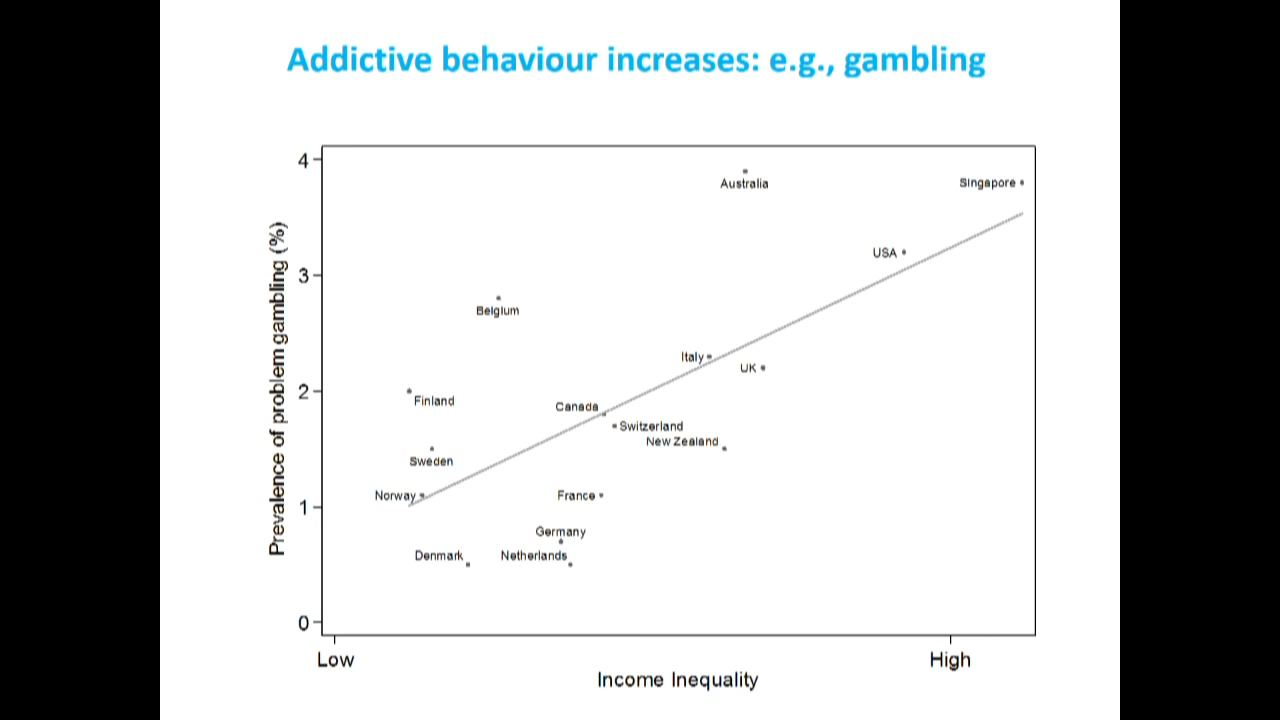 Addictive behaviour increases: e.g., gambling
4
Australia
Singapore
USA
3
Belgium
Italy
UK
2
Finland
Canada
Switzerland
New Zealand
Sweden
Norway
France
1
Germany
Denmark
Netherlands
0
Prevalence of problem gambling (%)
Low
High
Income Inequality